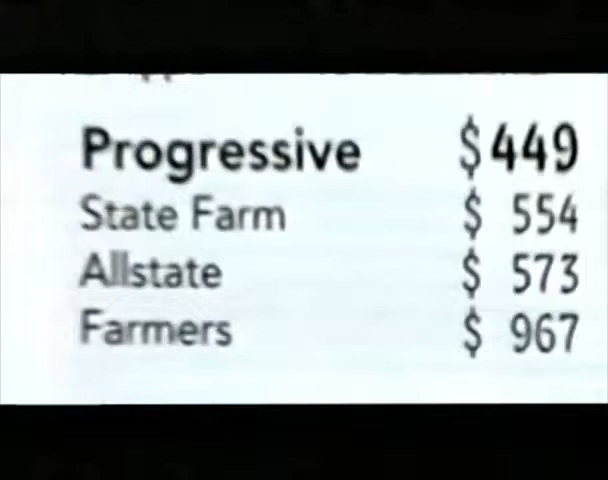 Progressive $449
State Farm $ 554
Allstate $ 573
Farmers $ 967